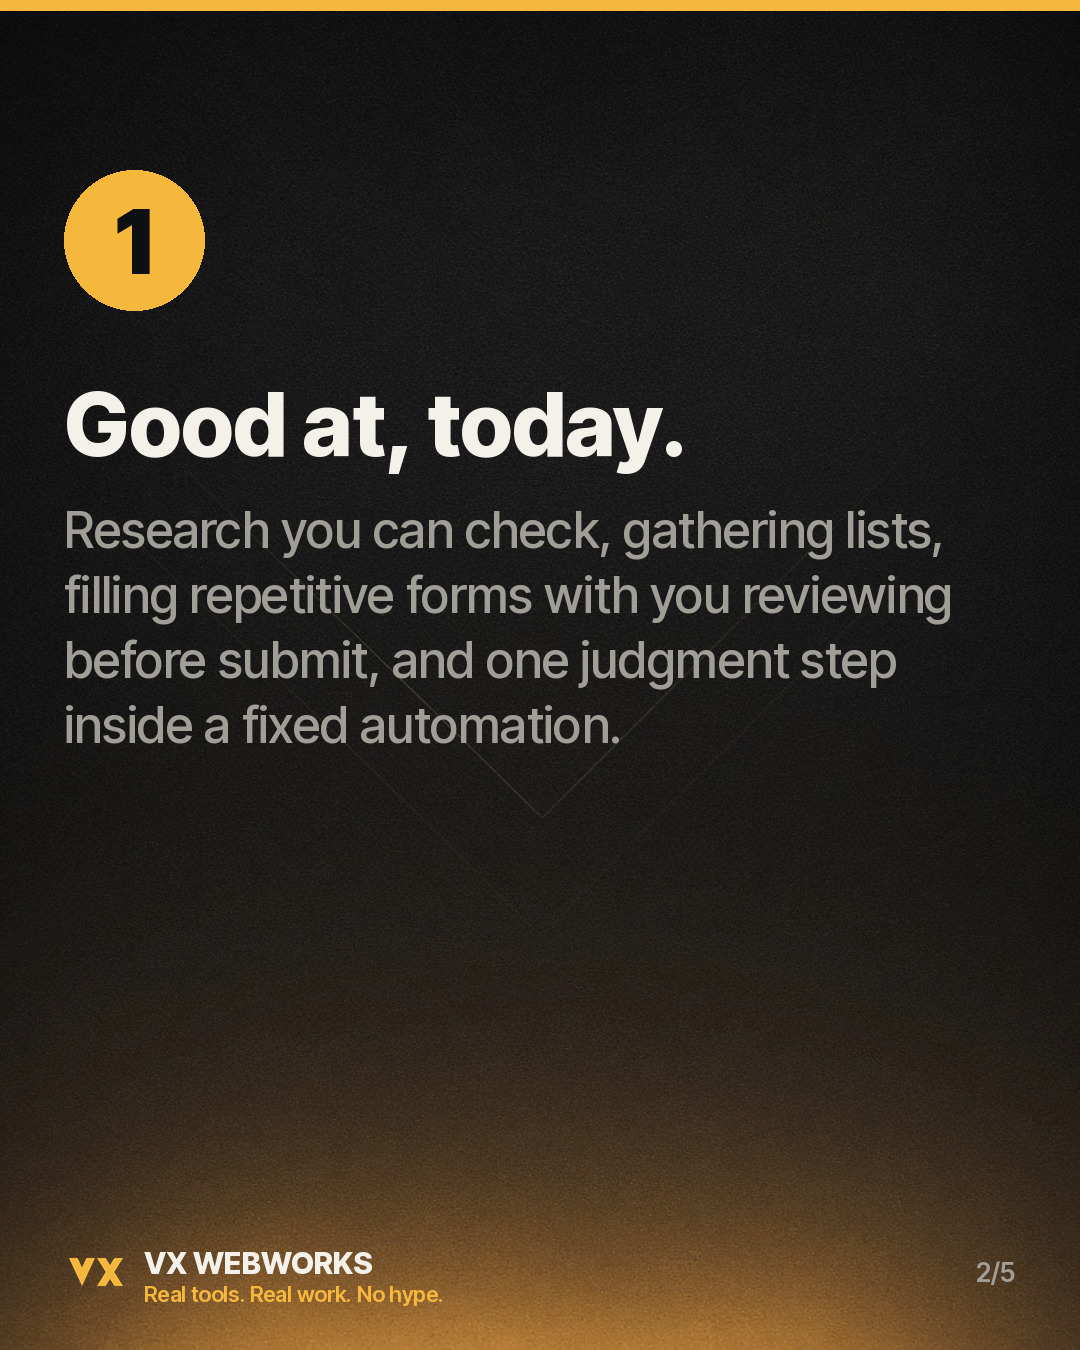 1
Good at, today.
Research you can check, gathering lists,
filling repetitive forms with you reviewing
before submit, and one judgment step
inside a fixed automation.
VX
VX WEBWORKS
Real tools. Real work. No hype.
2/5